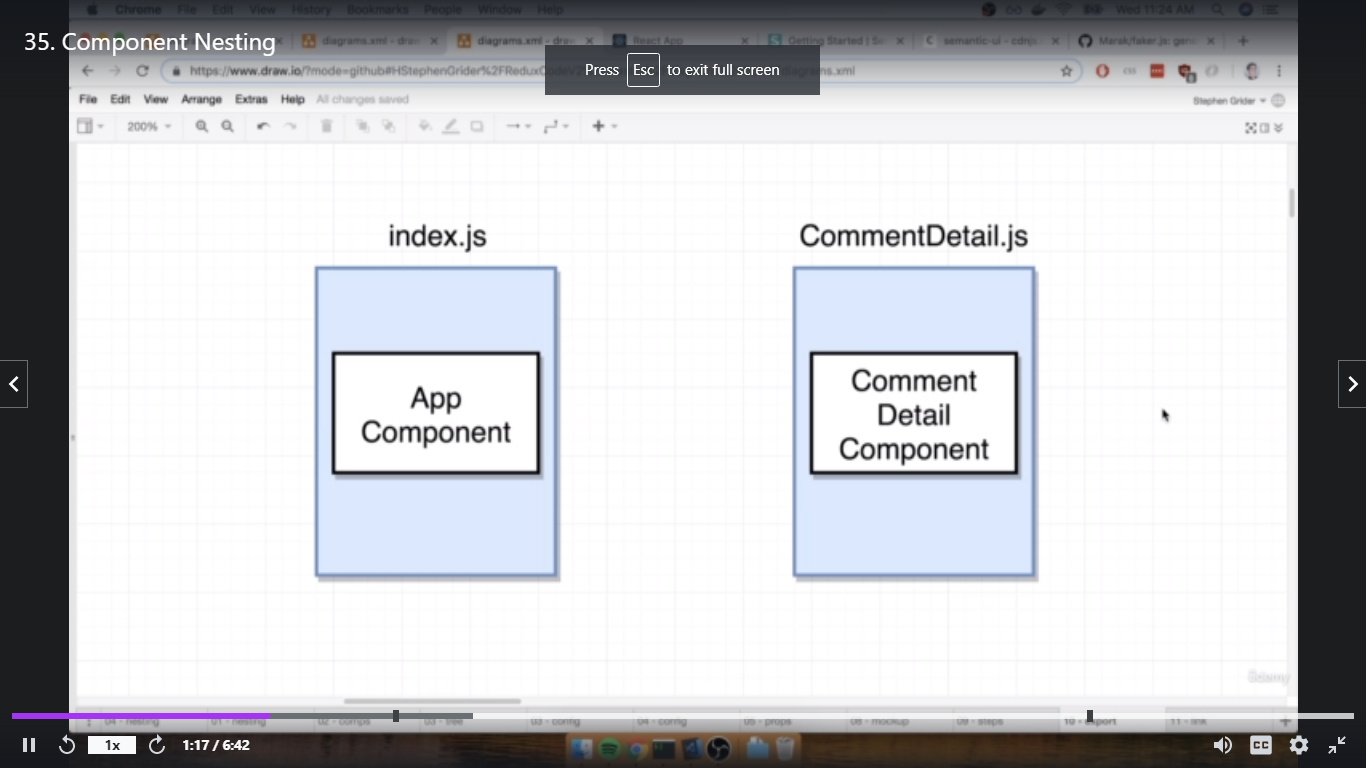 Chrome File Edit View History Bookmarks People Window Help
Wed 11:24 AM
35. Component Nesting
diagrams.xml - draw
diagrams.xml - draw
React App
Getting Started | Se
semantic-ui - cdnjs.
Marak/faker.js: gene
https://www.draw.io/?mode=github#HStephenGrider%2FReduxCode
diagrams.xml
Press Esc to exit full screen
File Edit View Arrange Extras Help All changes saved
Stephen Grider
200%
index.js
CommentDetail.js
App
Component
Comment
Detail
Component
Udemy
04 - nesting
01 - nesting
02 - comps
03 - tree
03 - config
04 - config
05 - props
08 - mockup
09 - steps
10 - export
11 - link
1x
1:17 / 6:42
CC